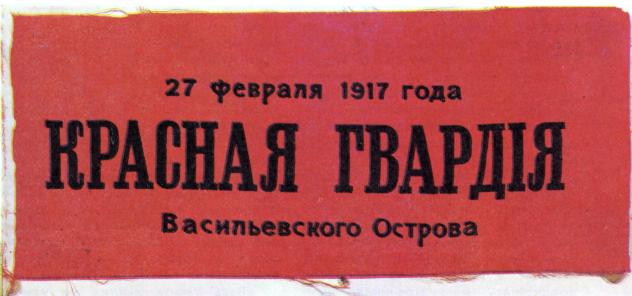 27 февраля 1917 года
КРАСНАЯ ГВАРДІЯ
Васильевского Острова